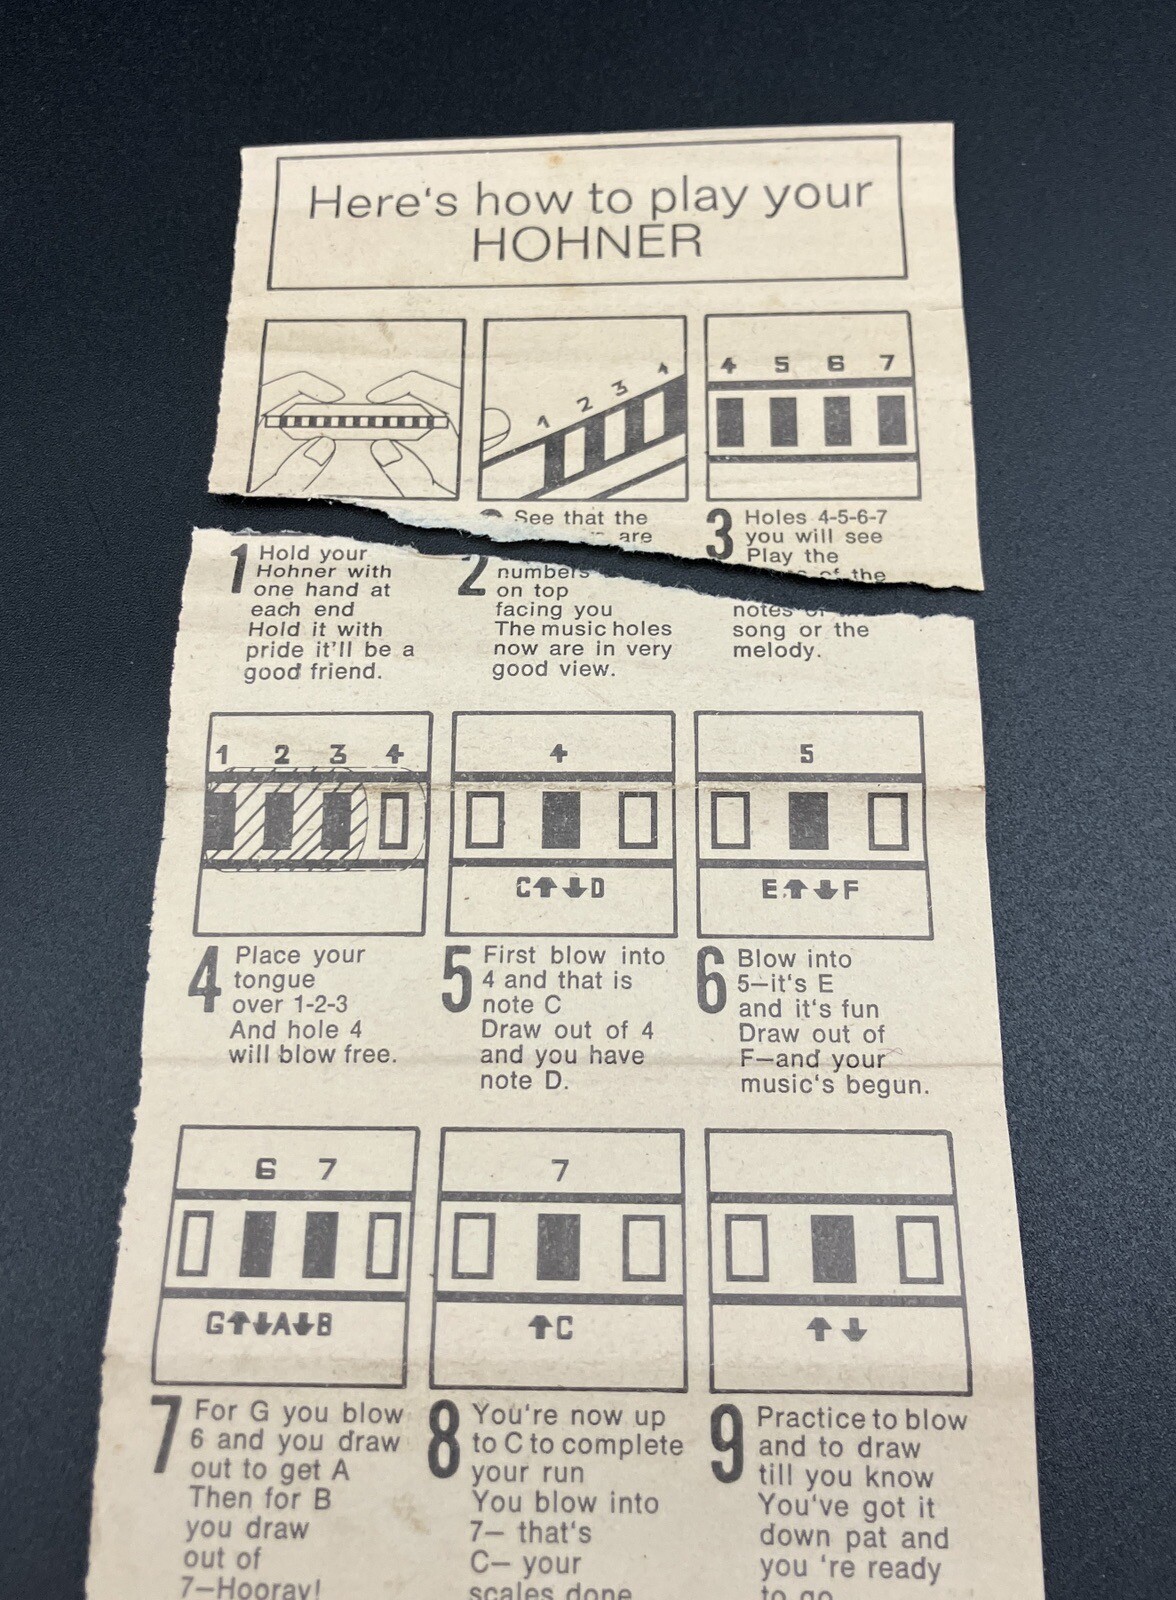 Here's how to play your
HOHNER
1 2 3 4
4 5 6 7
1 Hold your
Hohner with
one hand at
each end
Hold it with
pride it'll be a
good friend.
2 See that the
numbers are
on top
facing you
The music holes
now are in very
good view.
3 Holes 4-5-6-7
you will see
Play the
notes of the
song or the
melody.
1 2 3 4
4
C⬆⬇D
5
E⬆⬇F
4 Place your
tongue
over 1-2-3
And hole 4
will blow free.
5 First blow into
4 and that is
note C
Draw out of 4
and you have
note D.
6 Blow into
5—it's E
and it's fun
Draw out of
F—and your
music's begun.
6 7
G⬆⬇A⬇B
7
⬆C
⬆⬇
7 For G you blow
6 and you draw
out to get A
Then for B
you draw
out of
7—Hooray!
8 You're now up
to C to complete
your run
You blow into
7— that's
C— your
scales done
9 Practice to blow
and to draw
till you know
You've got it
down pat and
you 're ready
to go